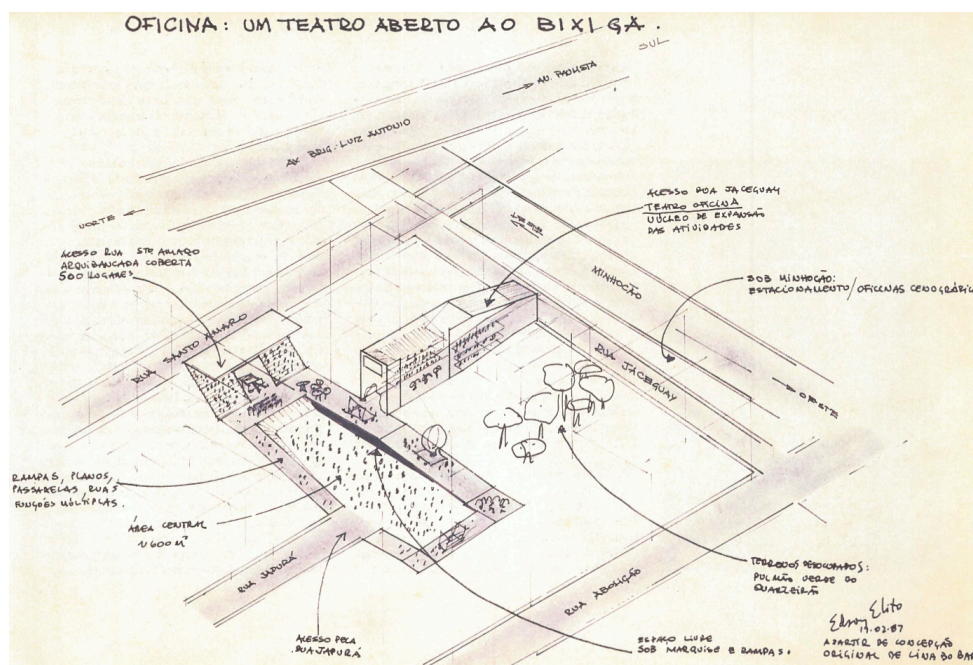 OFICINA: UM TEATRO ABERTO AO BIXIGA.
SUL
AV. PAULISTA
AV. BRIG. LUIZ ANTONIO
NORTE
ACESSO RUA JACEGUAY
TEATRO OFICINA
NÚCLEO DE EXPANSÃO
DAS ATIVIDADES
ACESSO RUA STO AMARO
ARQUIBANCADA COBERTA
500 LUGARES
LESTE
MINHOCÃO
SOB MINHOCÃO:
ESTACIONAMENTO/OFICINAS CENOGRÁFIC
RUA SANTO AMARO
RUA JACEGUAY
OESTE
RAMPAS, PLANOS,
PASSARELAS, RUAS
FUNÇÕES MÚLTIPLAS.
ÁREA CENTRAL
~600 M²
RUA JAPURÁ
RUA ABOLIÇÃO
TERRENOS DESOCUPADOS:
PULMÃO VERDE DO
QUARTEIRÃO
ACESSO PELA
RUA JAPURÁ
ESPAÇO LIVRE
SOB MARQUISE E RAMPAS.
Edson Elito
19.02.87
A PARTIR DE CONCEPÇÃO
ORIGINAL DE LINA BO BAR